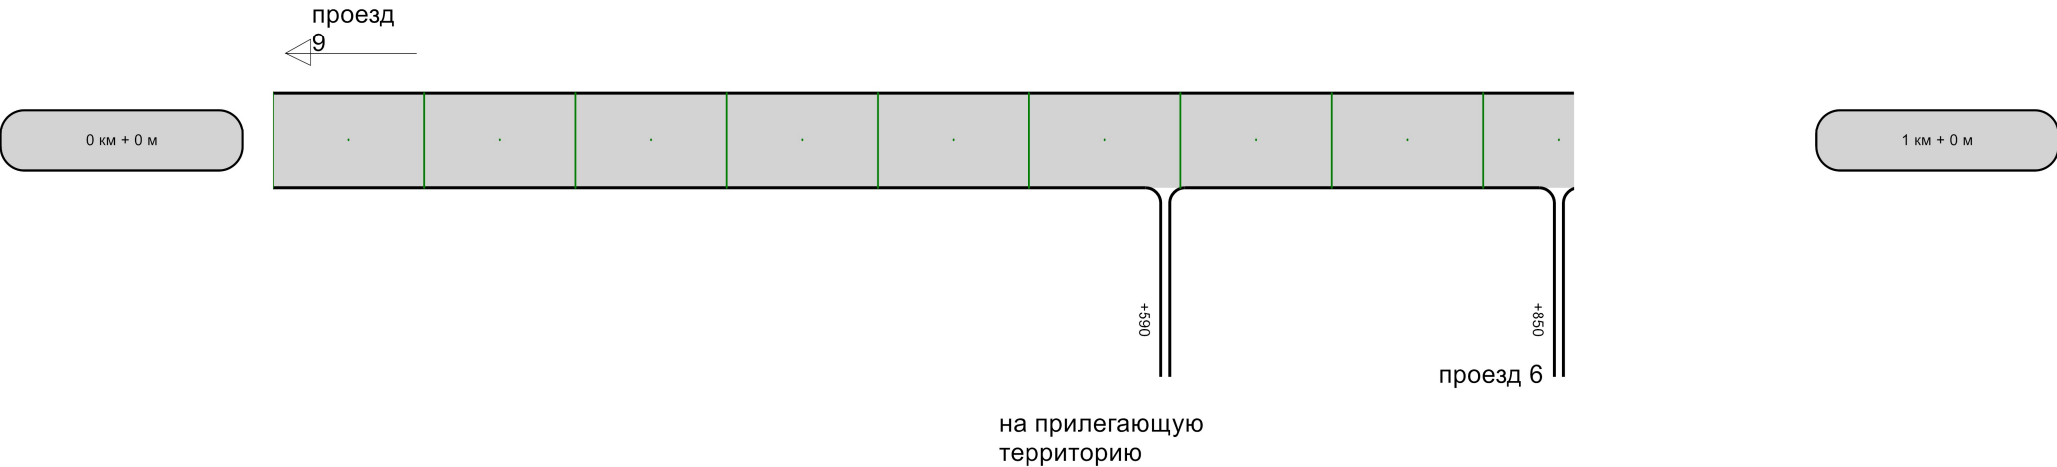 проезд
9
0 км + 0 м
1 км + 0 м
+590
+850
проезд 6
на прилегающую
территорию